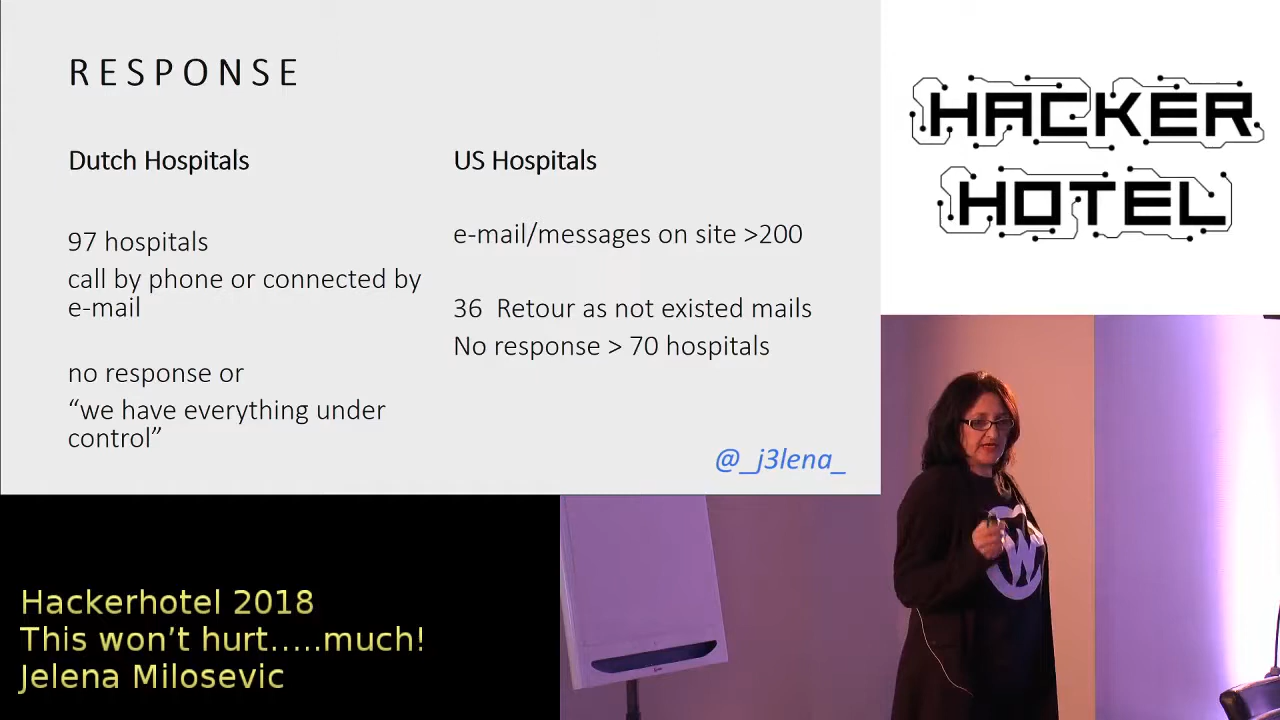 RESPONSE
Dutch Hospitals
97 hospitals
call by phone or connected by
e-mail
no response or
“we have everything under
control”
US Hospitals
e-mail/messages on site >200
36 Retour as not existed mails
No response > 70 hospitals
@_j3lena_
HACKER
HOTEL
W
Hackerhotel 2018
This won’t hurt.....much!
Jelena Milosevic